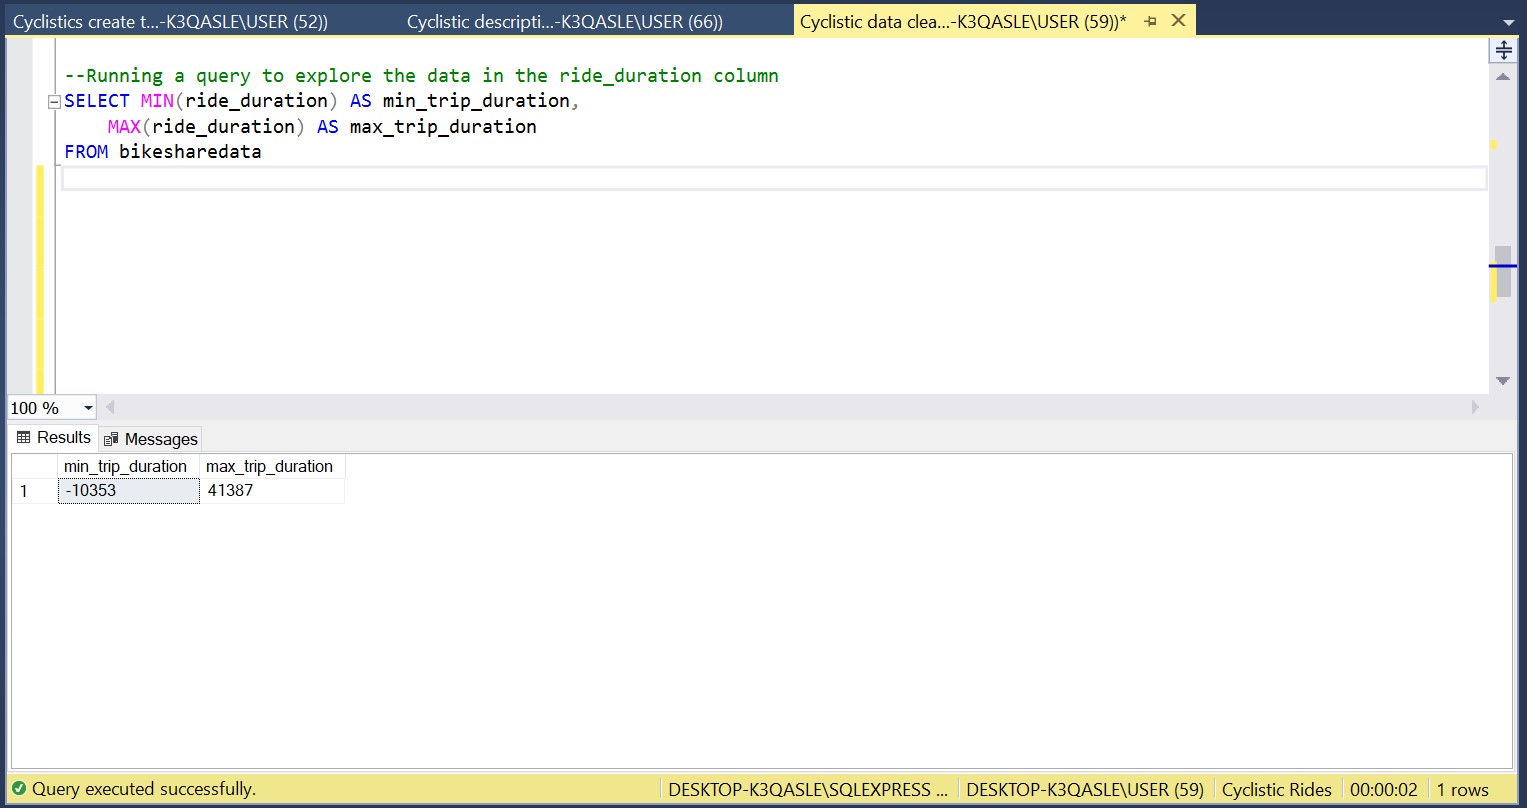 Cyclistics create t...-K3QASLE\USER (52))
Cyclistic descripti...-K3QASLE\USER (66))
Cyclistic data clea...-K3QASLE\USER (59))*
--Running a query to explore the data in the ride_duration column
SELECT MIN(ride_duration) AS min_trip_duration,
MAX(ride_duration) AS max_trip_duration
FROM bikesharedata
100 %
Results Messages
min_trip_duration max_trip_duration
1 -10353 41387
Query executed successfully. DESKTOP-K3QASLE\SQLEXPRESS ... DESKTOP-K3QASLE\USER (59) Cyclistic Rides 00:00:02 1 rows